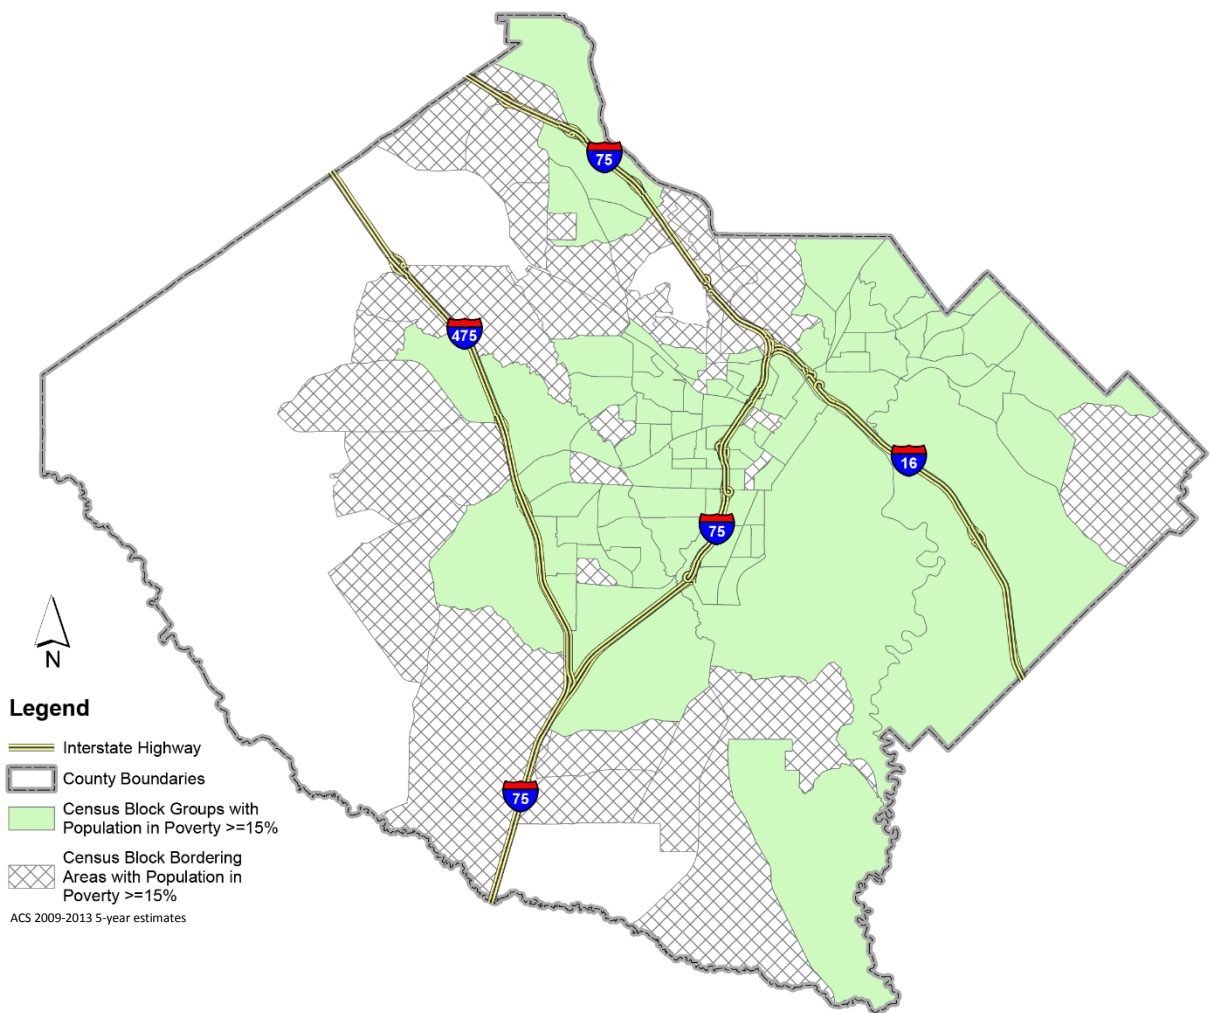 75
475
16
75
75
N
Legend
Interstate Highway
County Boundaries
Census Block Groups with
Population in Poverty >=15%
Census Block Bordering
Areas with Population in
Poverty >=15%
ACS 2009-2013 5-year estimates